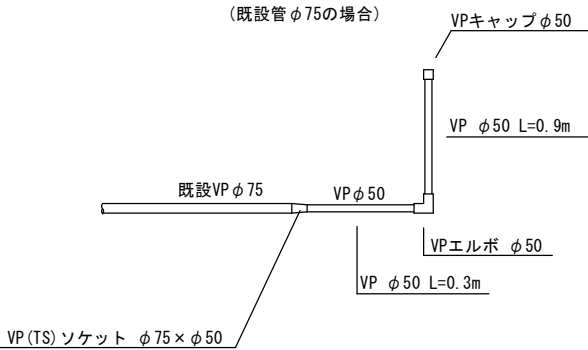 (既設管φ75の場合)
VPキャップφ50
VP φ50 L=0.9m
既設VPφ75
VPφ50
VPエルボ φ50
VP φ50 L=0.3m
VP(TS)ソケット φ75×φ50